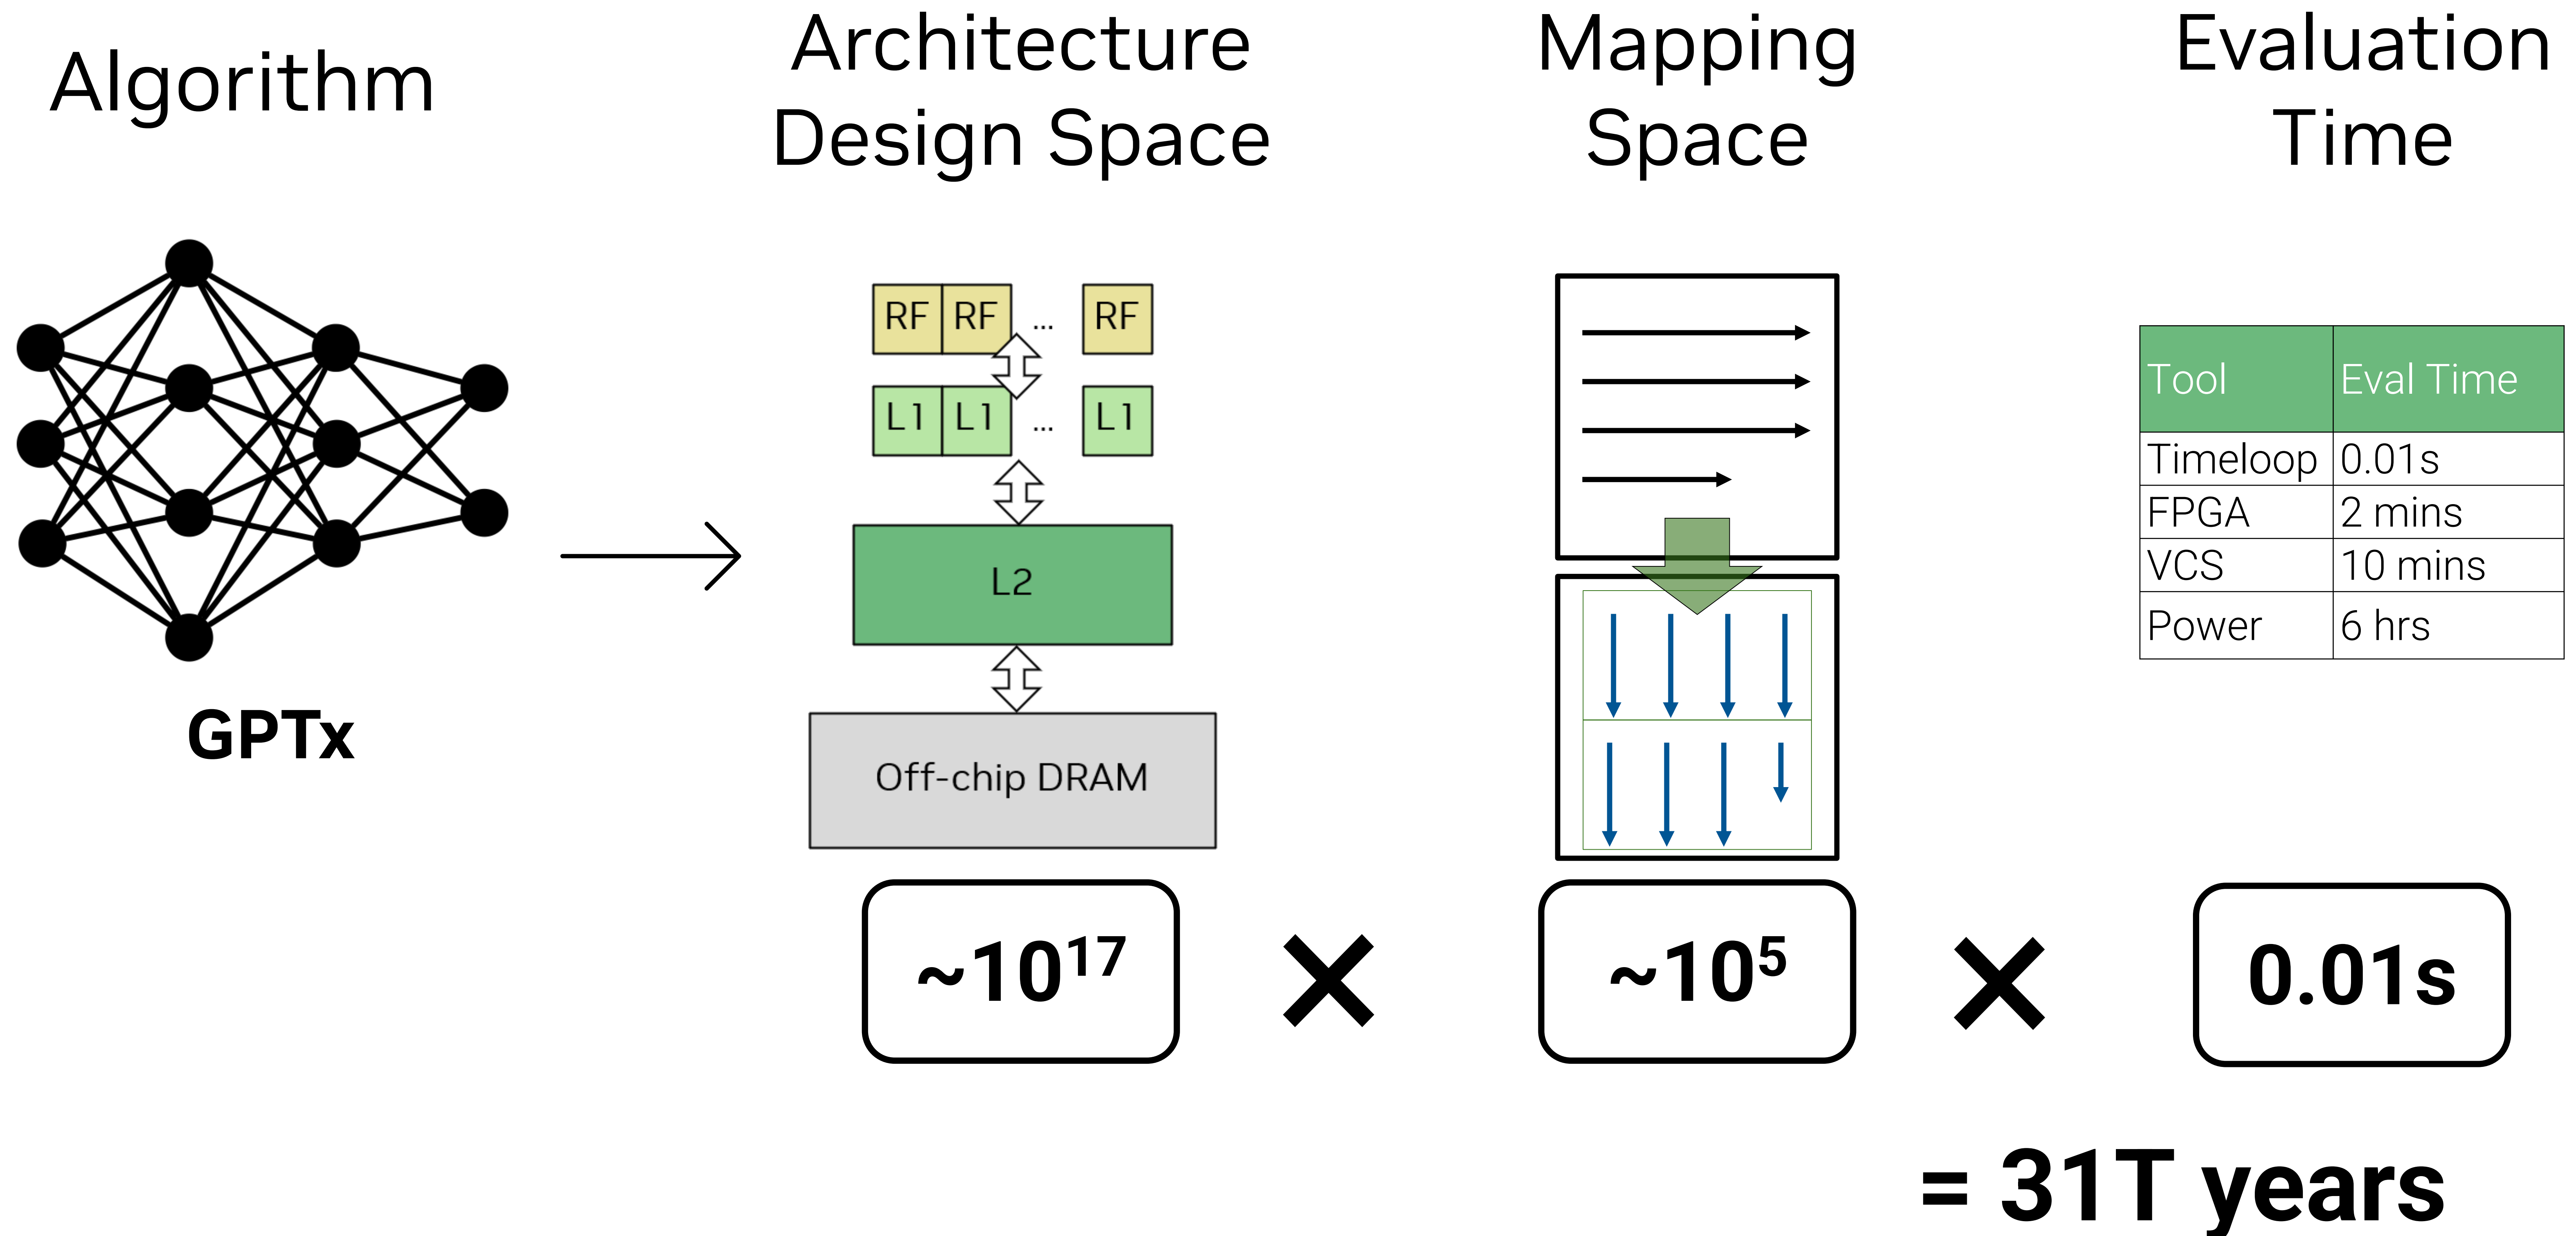 Algorithm
Architecture
Design Space
Mapping
Space
Evaluation
Time
GPTx
RF RF ... RF
L1 L1 ... L1
L2
Off-chip DRAM
Tool Eval Time
Timeloop 0.01s
FPGA 2 mins
VCS 10 mins
Power 6 hrs
~10¹⁷ × ~10⁵ × 0.01s
= 31T years